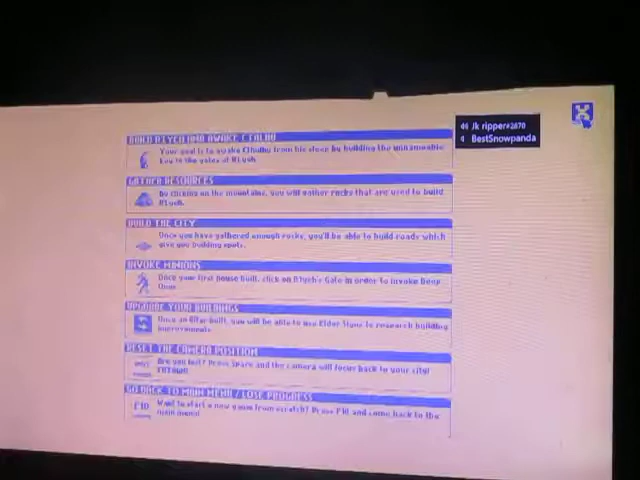 BUILD R'LYEH AND AWAKE CTHULHU
Your goal is to awake Cthulhu from his sleep by building the unnameable
key to the gates of R'Lyeh
GATHER RESOURCES
By clicking on the mountains, you will gather rocks that are used to build
R'Lyeh.
BUILD THE CITY
Once you have gathered enough rocks, you'll be able to build roads which
give you building spots.
INVOKE MINIONS
Once your first house built, click on R'lyeh's Gate in order to invoke Deep
Ones.
UPGRADE YOUR BUILDINGS
Once an Altar built, you will be able to use Elder Signs to research building
improvements
RESET THE CAMERA POSITION
Are you lost? Press Space and the camera will focus back to your city!
GO BACK TO MAIN MENU / LOSE PROGRESS
F10
Want to start a new game from scratch? Press F10 and come back to the
main menu
Jk ripper#2870
BestSnowpanda